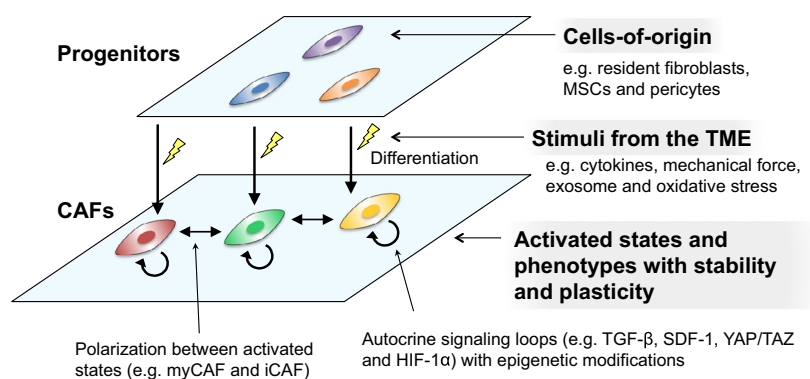 Progenitors
Cells-of-origin
e.g. resident fibroblasts,
MSCs and pericytes
Stimuli from the TME
Differentiation
e.g. cytokines, mechanical force,
exosome and oxidative stress
CAFs
Activated states and
phenotypes with stability
and plasticity
Polarization between activated
states (e.g. myCAF and iCAF)
Autocrine signaling loops (e.g. TGF-β, SDF-1, YAP/TAZ
and HIF-1α) with epigenetic modifications